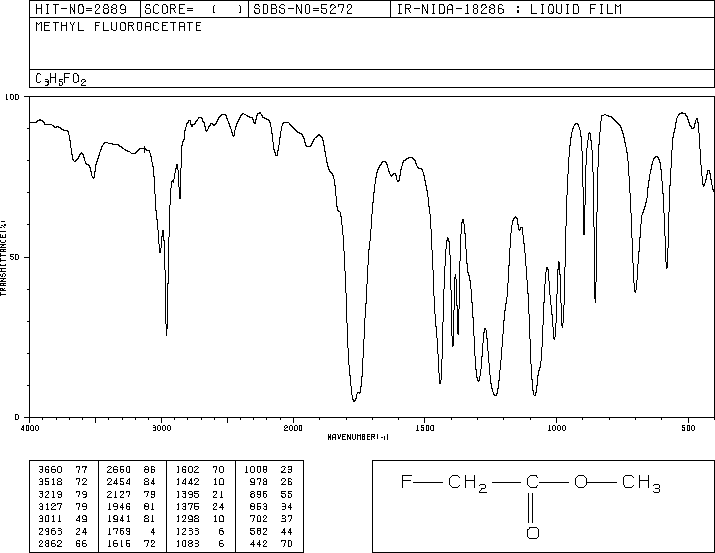 HIT-NO=2889 SCORE= ( ) SDBS-NO=5272 IR-NIDA-18286 : LIQUID FILM
METHYL FLUOROACETATE
C3H5FO2
100
50
0
TRANSMITTANCE(%)
4000 3000 2000 1500 1000 500
WAVENUMBER(-1)
3660 77 2660 86 1602 70 1008 23
3518 72 2454 84 1442 10 978 26
3219 79 2127 79 1395 21 896 55
3127 79 1946 81 1376 24 853 34
3011 49 1941 81 1298 10 702 37
2963 24 1769 4 1233 6 582 44
2862 66 1616 72 1083 6 442 70
F CH2 C O CH3
O